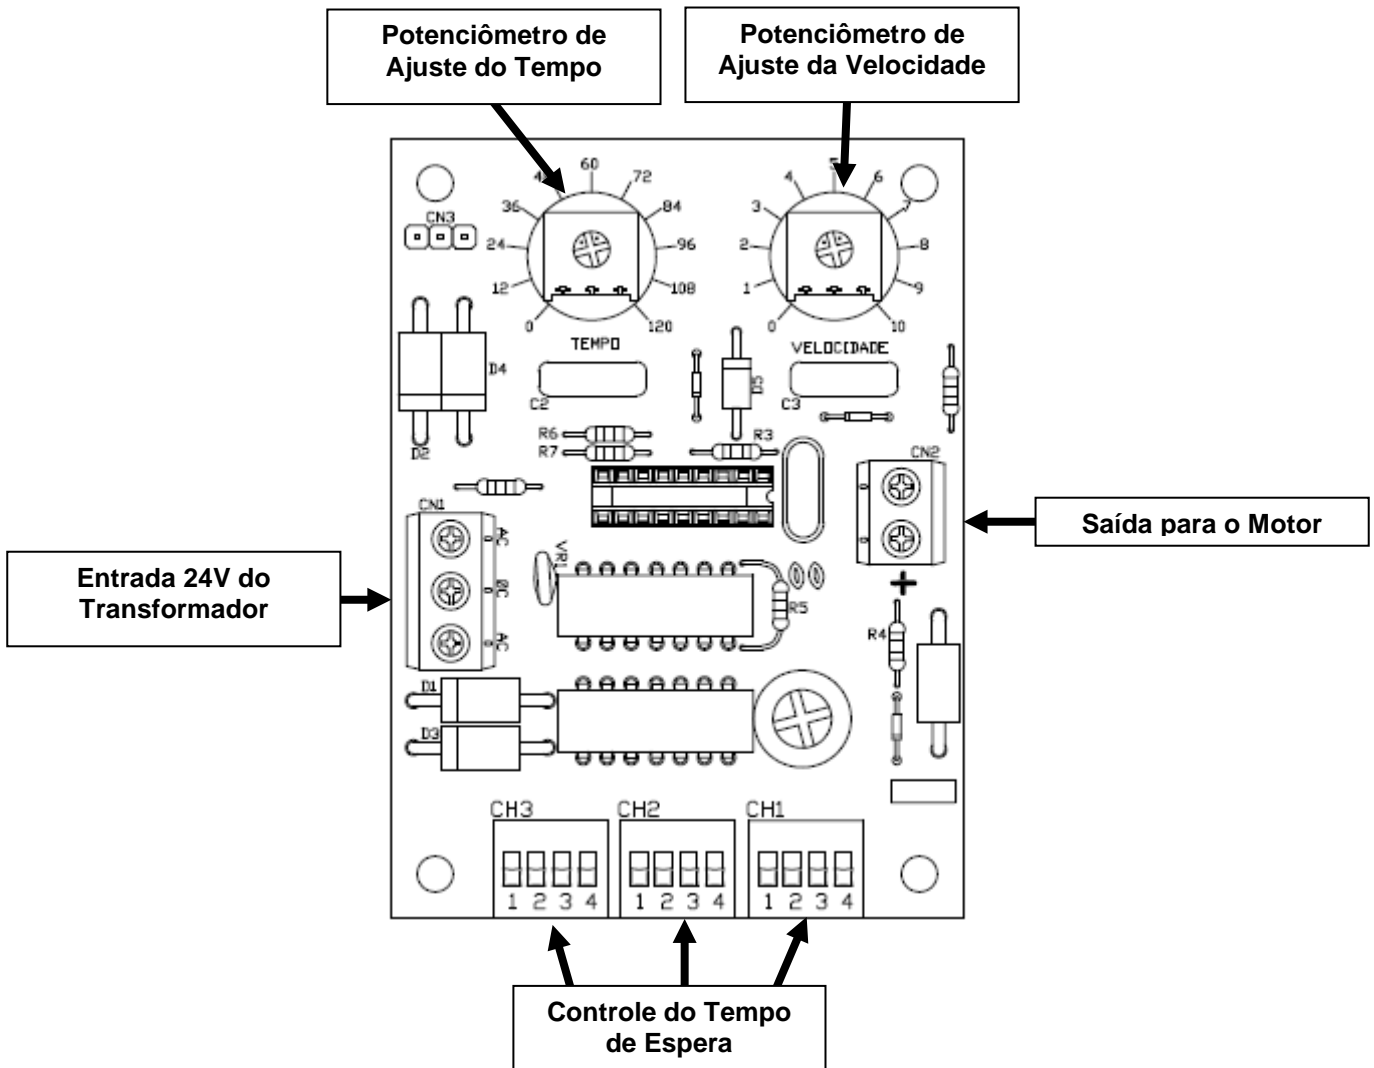 Potenciômetro de
Ajuste do Tempo
Potenciômetro de
Ajuste da Velocidade
60
72
84
96
108
120
36
24
12
0
TEMPO
5
6
7
8
9
10
4
3
2
1
0
VELOCIDADE
CN3
D4
D2
C2
D5
C3
R6
R7
R3
CN2
CN1
AC
0C
AC
VR1
R5
R4
D1
D3
Saída para o Motor
Entrada 24V do
Transformador
CH3
CH2
CH1
1 2 3 4
1 2 3 4
1 2 3 4
Controle do Tempo
de Espera